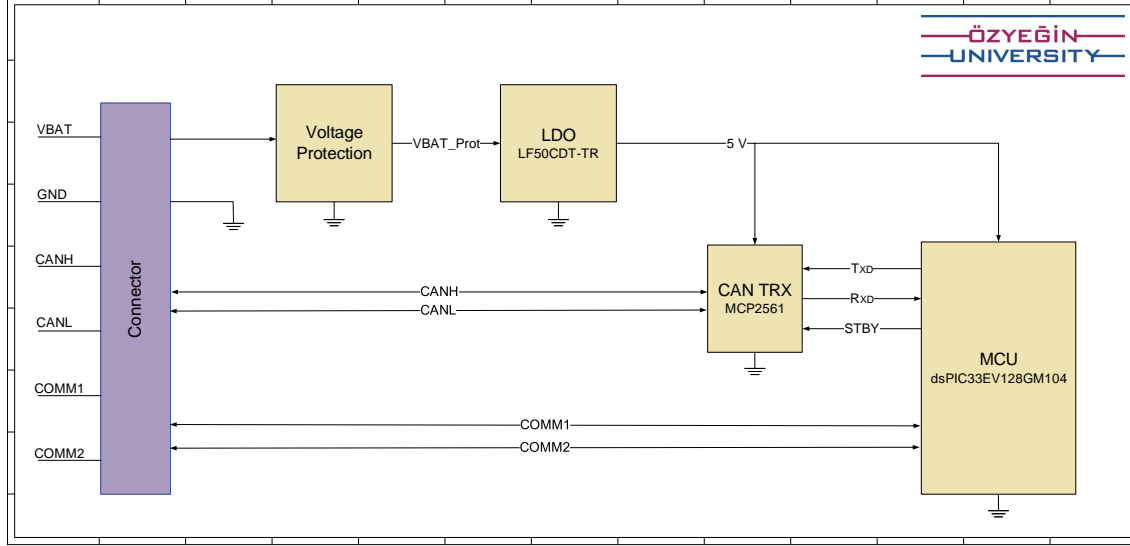 ÖZYEĞİN
UNIVERSITY
VBAT
GND
CANH
CANL
COMM1
COMM2
Connector
Voltage
Protection
VBAT_Prot
LDO
LF50CDT-TR
5 V
CANH
CANL
CAN TRX
MCP2561
TXD
RXD
STBY
MCU
dsPIC33EV128GM104
COMM1
COMM2